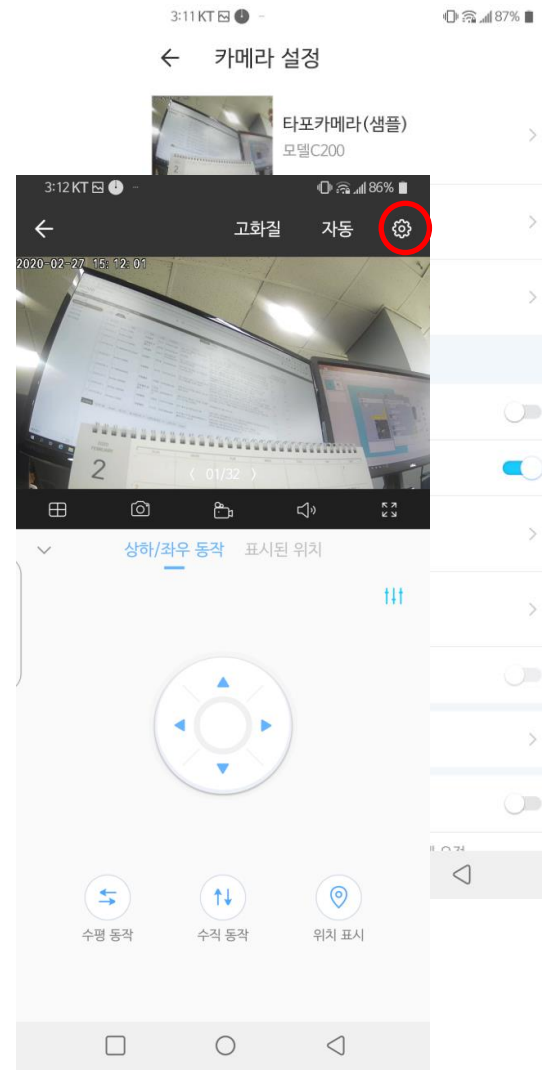 3:11 KT
87%
카메라 설정
타포카메라(샘플)
모델C200
3:12 KT
86%
고화질 자동
2020-02-27 15:12:01
2
01/32
상하/좌우 동작 표시된 위치
수평 동작 수직 동작 위치 표시